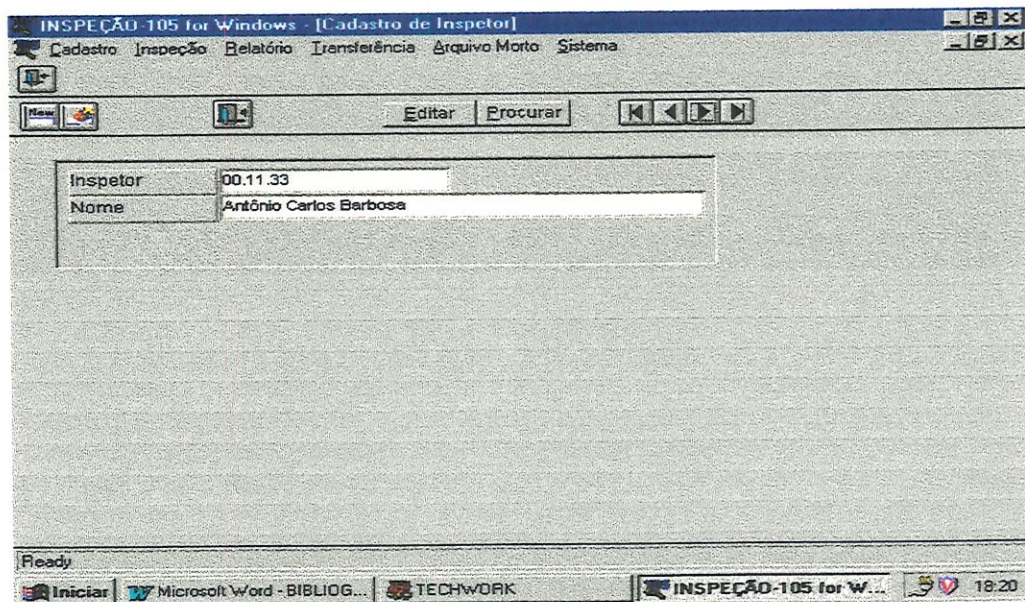 INSPEÇÃO-105 for Windows - [Cadastro de Inspetor]
Cadastro Inspeção Relatório Transferência Arquivo Morto Sistema
New Editar Procurar
Inspetor 00.11.33
Nome Antônio Carlos Barbosa
Ready
Iniciar Microsoft Word - BIBLIOG... TECHWORK INSPEÇÃO-105 for W... 18:20